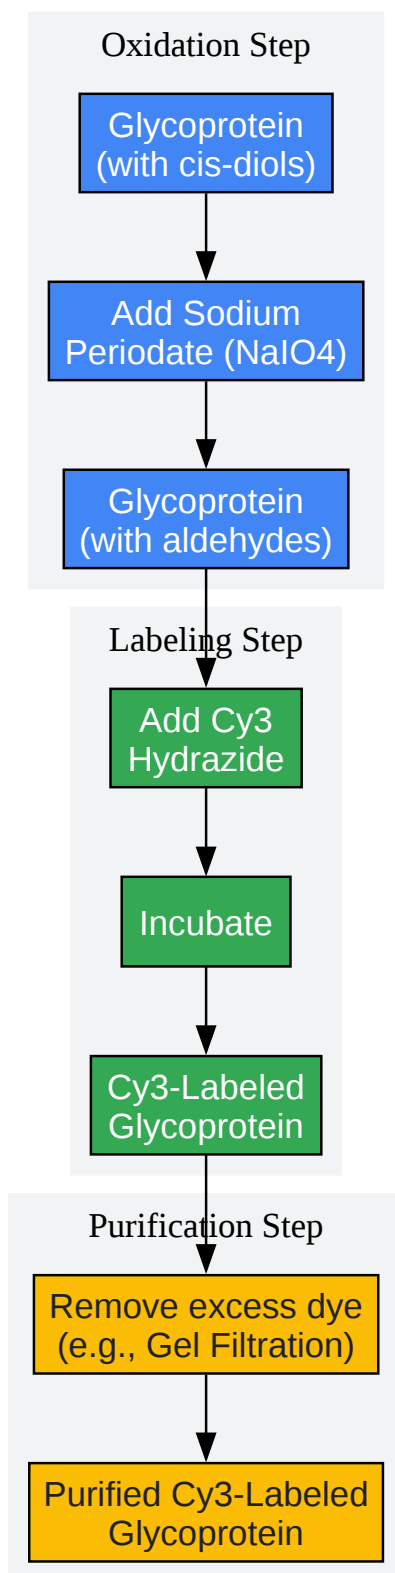 Oxidation Step
Glycoprotein
(with cis-diols)
Add Sodium
Periodate (NaIO4)
Glycoprotein
(with aldehydes)
Labeling Step
Add Cy3
Hydrazide
Incubate
Cy3-Labeled
Glycoprotein
Purification Step
Remove excess dye
(e.g., Gel Filtration)
Purified Cy3-Labeled
Glycoprotein